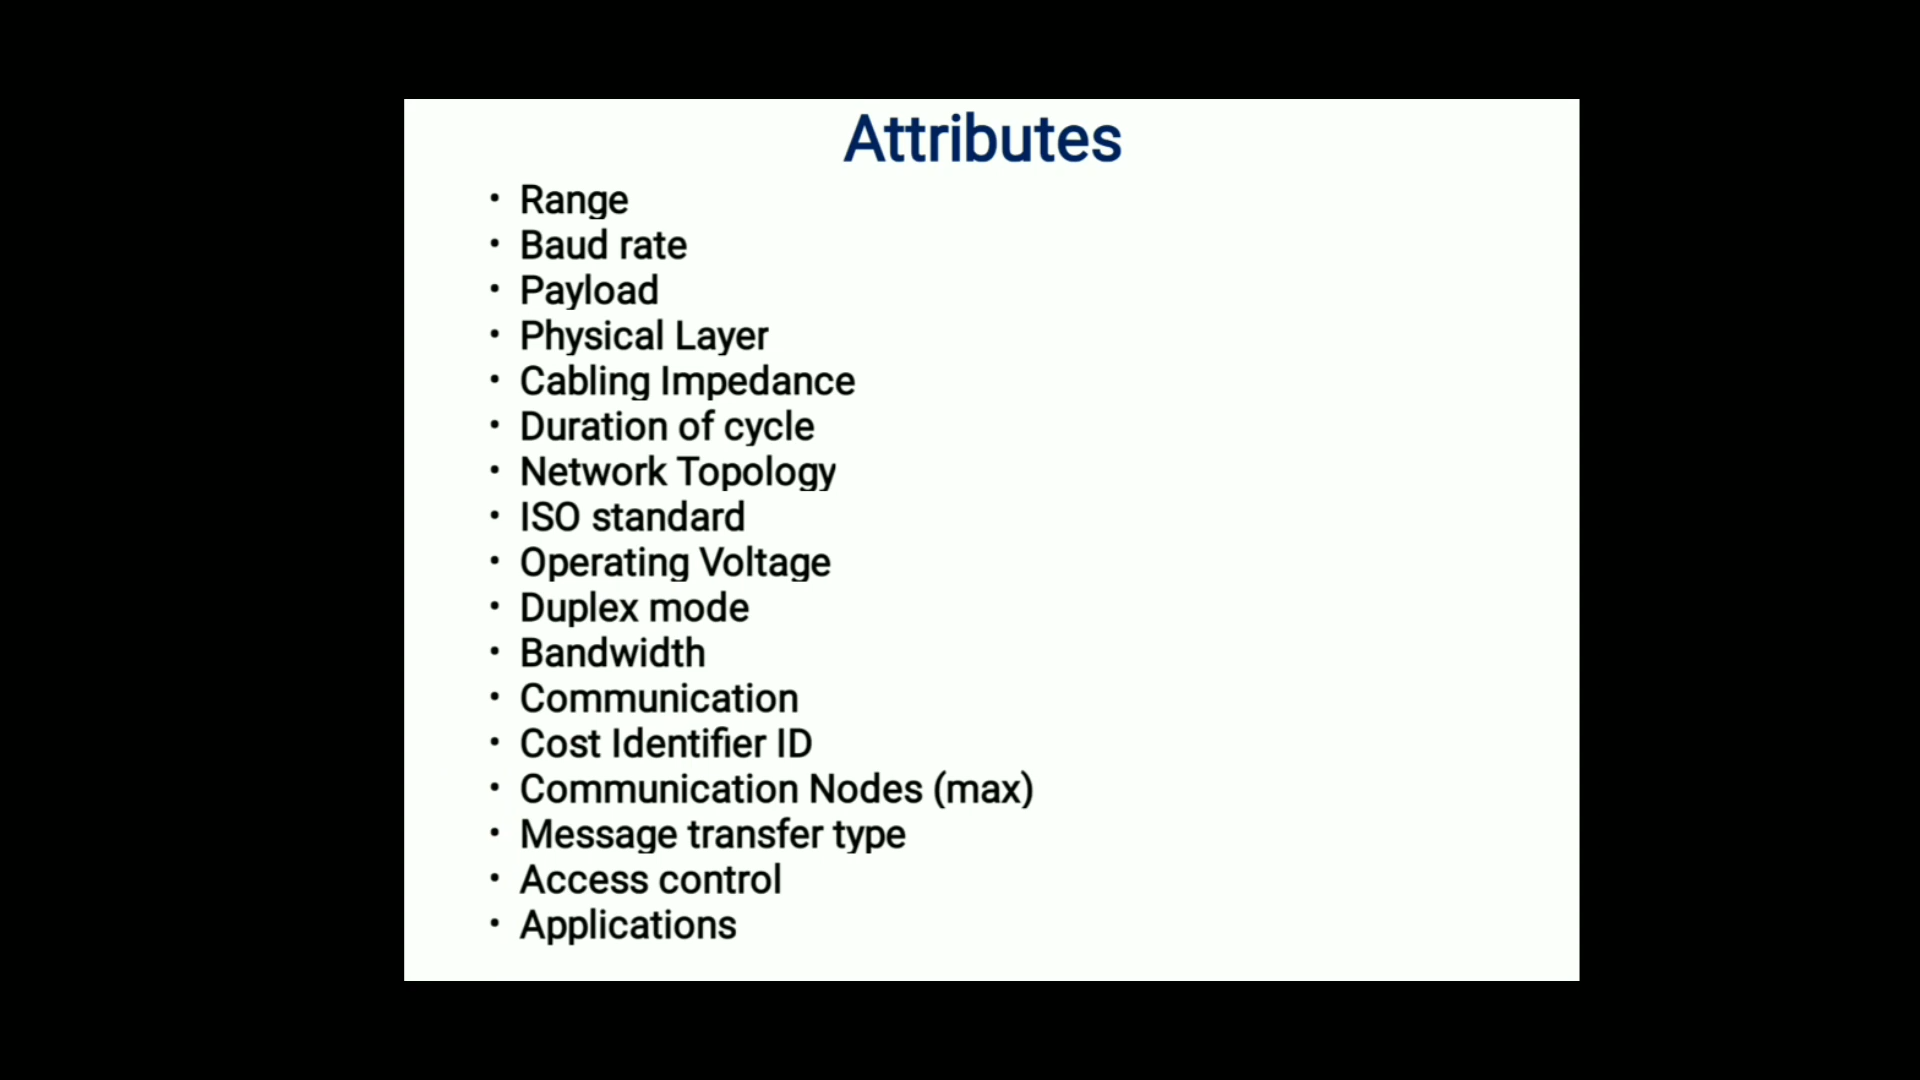 Attributes
• Range
• Baud rate
• Payload
• Physical Layer
• Cabling Impedance
• Duration of cycle
• Network Topology
• ISO standard
• Operating Voltage
• Duplex mode
• Bandwidth
• Communication
• Cost Identifier ID
• Communication Nodes (max)
• Message transfer type
• Access control
• Applications